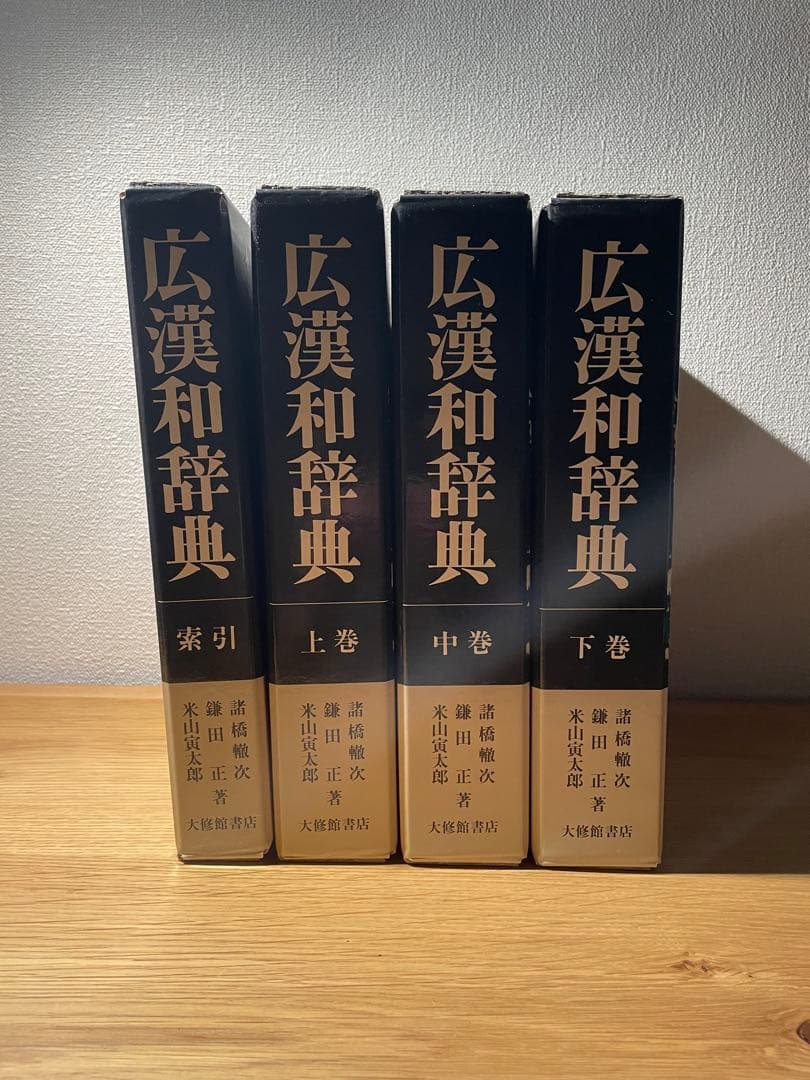 広漢和辞典
索引
諸橋轍次
鎌田正著
米山寅太郎
大修館書店
広漢和辞典
上巻
諸橋轍次
鎌田正著
米山寅太郎
大修館書店
広漢和辞典
中巻
諸橋轍次
鎌田正著
米山寅太郎
大修館書店
広漢和辞典
下巻
諸橋轍次
鎌田正著
米山寅太郎
大修館書店